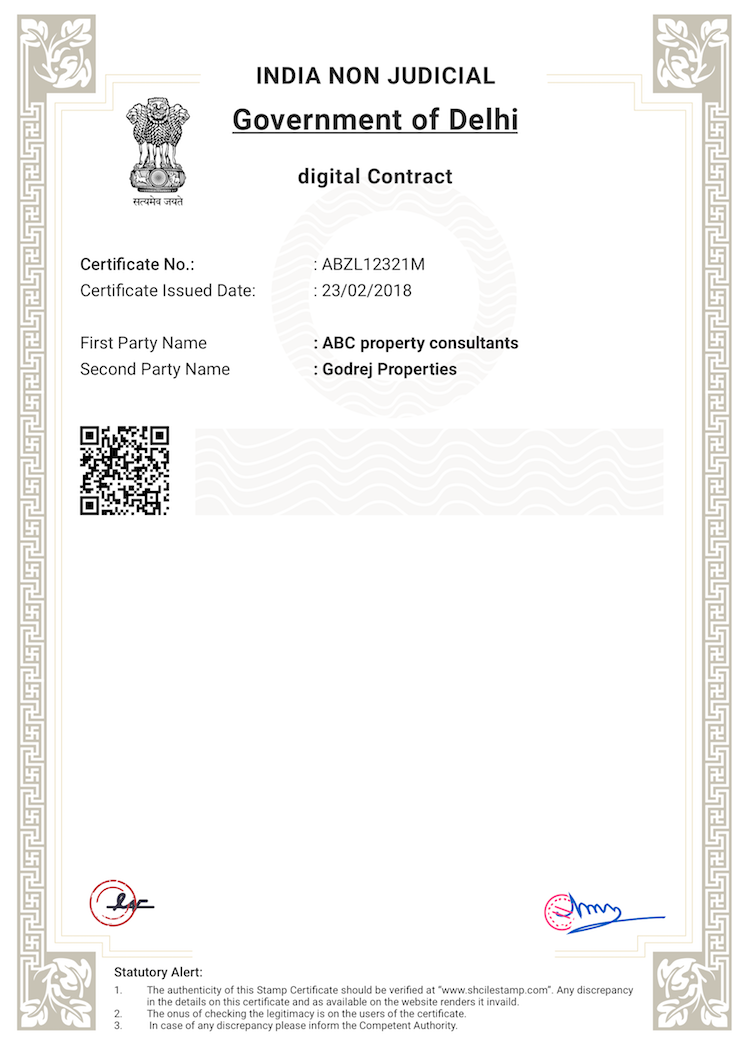 INDIA NON JUDICIAL
Government of Delhi
digital Contract
सत्यमेव जयते
Certificate No.: : ABZL12321M
Certificate Issued Date: : 23/02/2018
First Party Name : ABC property consultants
Second Party Name : Godrej Properties
Statutory Alert:
1. The authenticity of this Stamp Certificate should be verified at “www.shcilestamp.com”. Any discrepancy
in the details on this certificate and as available on the website renders it invaild.
2. The onus of checking the legitimacy is on the users of the certificate.
3. In case of any discrepancy please inform the Competent Authority.